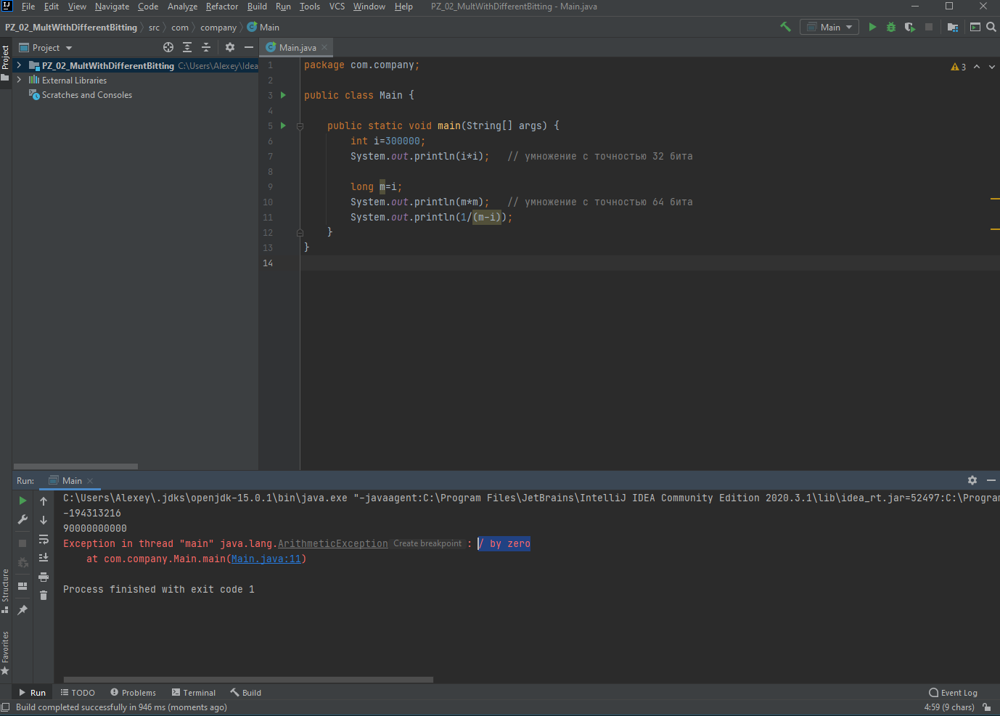 File Edit View Navigate Code Analyze Refactor Build Run Tools VCS Window Help PZ_02_MultWithDifferentBitting - Main.java
PZ_02_MultWithDifferentBitting src com company Main Main
Project Main.java
PZ_02_MultWithDifferentBitting C:\Users\Alexey\Idea
External Libraries
Scratches and Consoles
Project
1 package com.company; 3
2
3 public class Main {
4
5 public static void main(String[] args) {
6 int i=300000;
7 System.out.println(i*i); // умножение с точностью 32 бита
8
9 long m=i;
10 System.out.println(m*m); // умножение с точностью 64 бита
11 System.out.println(1/(m-i));
12 }
13 }
14
Run: Main
C:\Users\Alexey\.jdks\openjdk-15.0.1\bin\java.exe "-javaagent:C:\Program Files\JetBrains\IntelliJ IDEA Community Edition 2020.3.1\lib\idea_rt.jar=52497:C:\Program
-194313216
90000000000
Exception in thread "main" java.lang.ArithmeticException Create breakpoint : / by zero
at com.company.Main.main(Main.java:11)
Process finished with exit code 1
Structure
Favorites
Run TODO Problems Terminal Build Event Log
Build completed successfully in 946 ms (moments ago) 4:59 (9 chars)